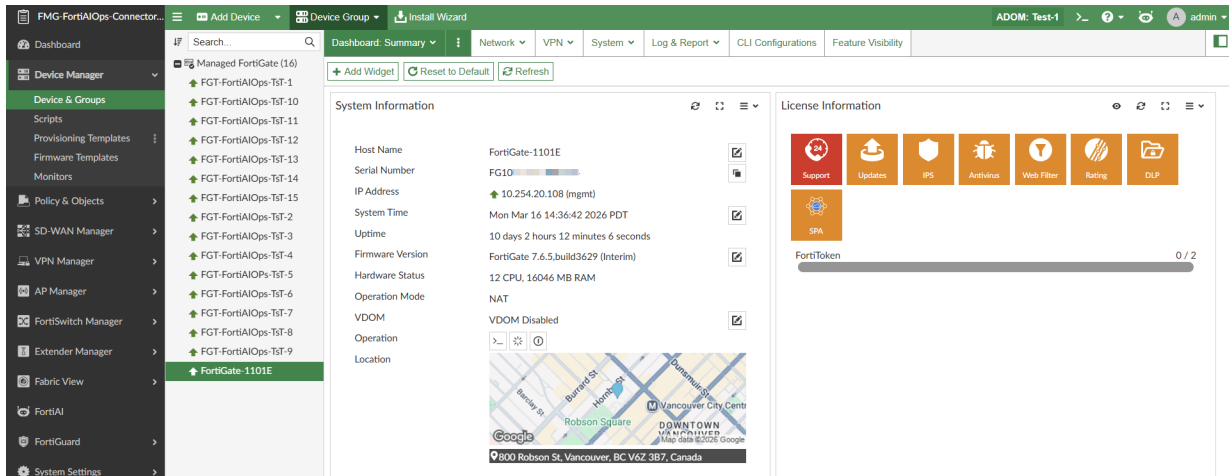 FMG-FortiAIOps-Connector...
Add Device
Device Group
Install Wizard
ADOM: Test-1
A
admin
Dashboard
Device Manager
Device & Groups
Scripts
Provisioning Templates
Firmware Templates
Monitors
Policy & Objects
SD-WAN Manager
VPN Manager
AP Manager
FortiSwitch Manager
Extender Manager
Fabric View
FortiAI
FortiGuard
System Settings
Search...
Managed FortiGate (16)
FGT-FortiAIOps-TsT-1
FGT-FortiAIOps-TsT-10
FGT-FortiAIOps-TsT-11
FGT-FortiAIOps-TsT-12
FGT-FortiAIOps-TsT-13
FGT-FortiAIOps-TsT-14
FGT-FortiAIOps-TsT-15
FGT-FortiAIOps-TsT-2
FGT-FortiAIOps-TsT-3
FGT-FortiAIOps-TsT-4
FGT-FortiAIOPs-TsT-5
FGT-FortiAIOps-TsT-6
FGT-FortiAIOps-TsT-7
FGT-FortiAIOps-TsT-8
FGT-FortiAIOps-TsT-9
FortiGate-1101E
Dashboard: Summary
Network
VPN
System
Log & Report
CLI Configurations
Feature Visibility
Add Widget
Reset to Default
Refresh
System Information
Host Name FortiGate-1101E
Serial Number FG10
IP Address 10.254.20.108 (mgmt)
System Time Mon Mar 16 14:36:42 2026 PDT
Uptime 10 days 2 hours 12 minutes 6 seconds
Firmware Version FortiGate 7.6.5,build3629 (Interim)
Hardware Status 12 CPU, 16046 MB RAM
Operation Mode NAT
VDOM VDOM Disabled
Operation
Location
Burrard St
Dunsmuir St
Hornby St
Barclay St
Vancouver City Cent
Robson Square
DOWNTOWN
VANCOUVER
Google
Map data ©2026 Google
800 Robson St, Vancouver, BC V6Z 3B7, Canada
License Information
24
Support
Updates
IPS
Antivirus
Web Filter
Rating
DLP
SPA
FortiToken 0 / 2